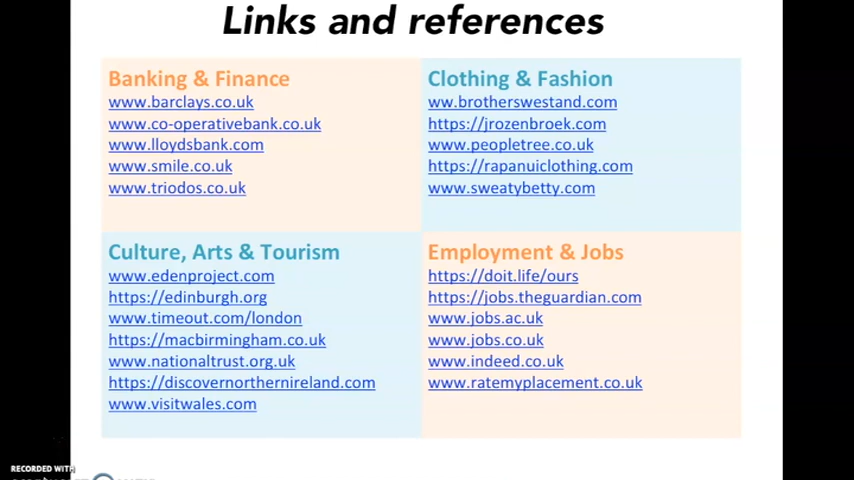 Links and references
Banking & Finance
www.barclays.co.uk
www.co-operativebank.co.uk
www.lloydsbank.com
www.smile.co.uk
www.triodos.co.uk
Clothing & Fashion
ww.brotherswestand.com
https://jrozenbroek.com
www.peopletree.co.uk
https://rapanuiclothing.com
www.sweatybetty.com
Culture, Arts & Tourism
www.edenproject.com
https://edinburgh.org
www.timeout.com/london
https://macbirmingham.co.uk
www.nationaltrust.org.uk
https://discovernorthernireland.com
www.visitwales.com
Employment & Jobs
https://doit.life/ours
https://jobs.theguardian.com
www.jobs.ac.uk
www.jobs.co.uk
www.indeed.co.uk
www.ratemyplacement.co.uk
RECORDED WITH